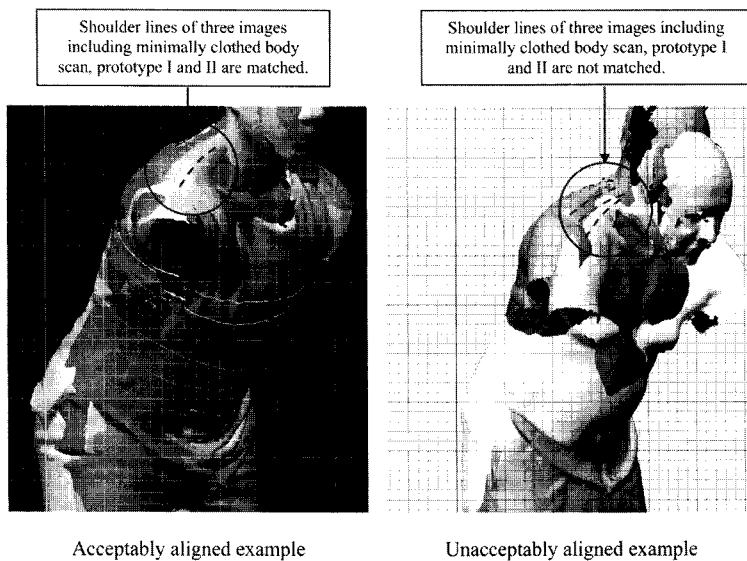 Shoulder lines of three images
including minimally clothed body
scan, prototype I and II are matched.
Shoulder lines of three images including
minimally clothed body scan, prototype I
and II are not matched.
Acceptably aligned example
Unacceptably aligned example